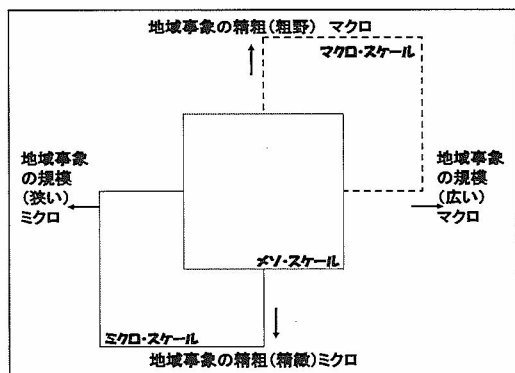 地域事象の精粗(粗野) マクロ
マクロ・スケール
地域事象
の規模
(狭い)
ミクロ
地域事象
の規模
(広い)
マクロ
メソ・スケール
ミクロ・スケール
地域事象の精粗(精緻)ミクロ